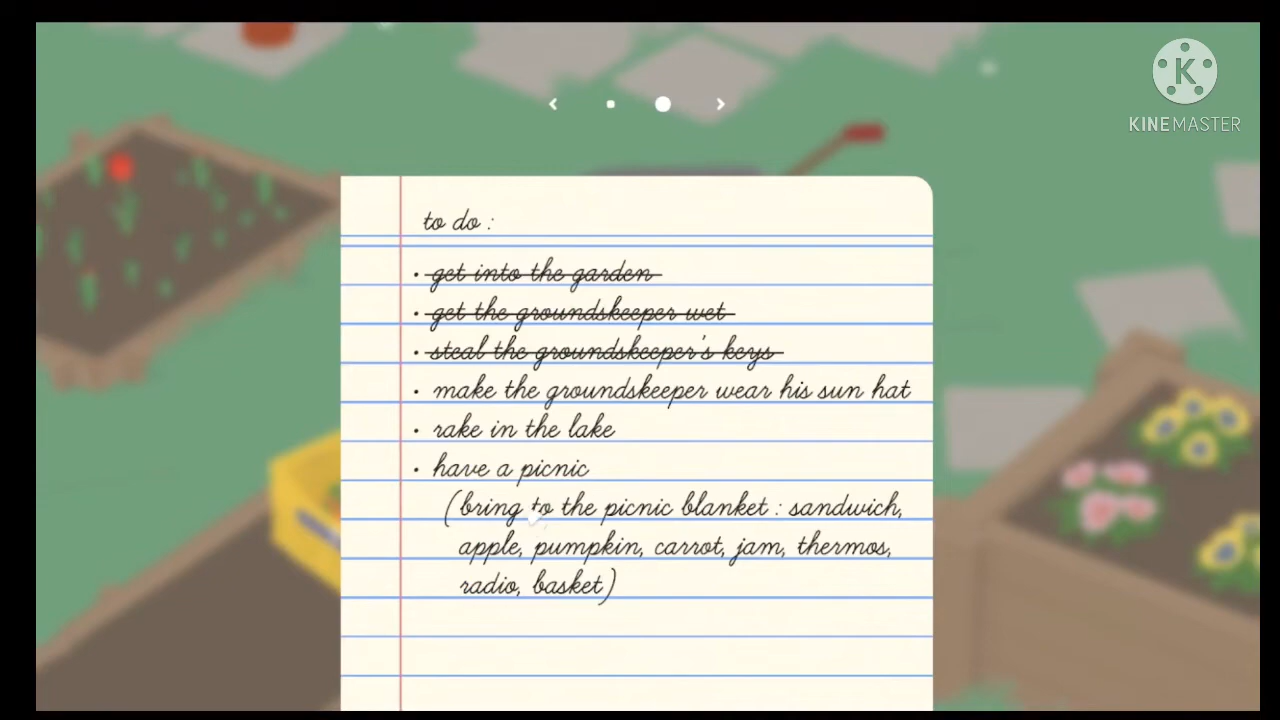 K
KINEMASTER
to do :
• get into the garden
• get the groundskeeper wet
• steal the groundskeeper's keys
• make the groundskeeper wear his sun hat
• rake in the lake
• have a picnic
(bring to the picnic blanket : sandwich,
apple, pumpkin, carrot, jam, thermos,
radio, basket)